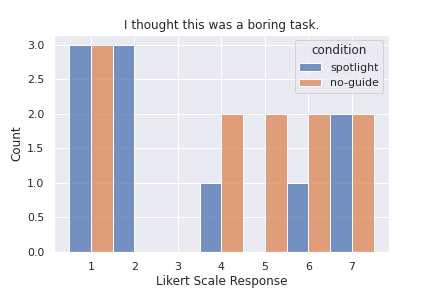 I thought this was a boring task.
condition
spotlight
no-guide
3.0
2.5
2.0
1.5
1.0
0.5
0.0
Count
1 2 3 4 5 6 7
Likert Scale Response